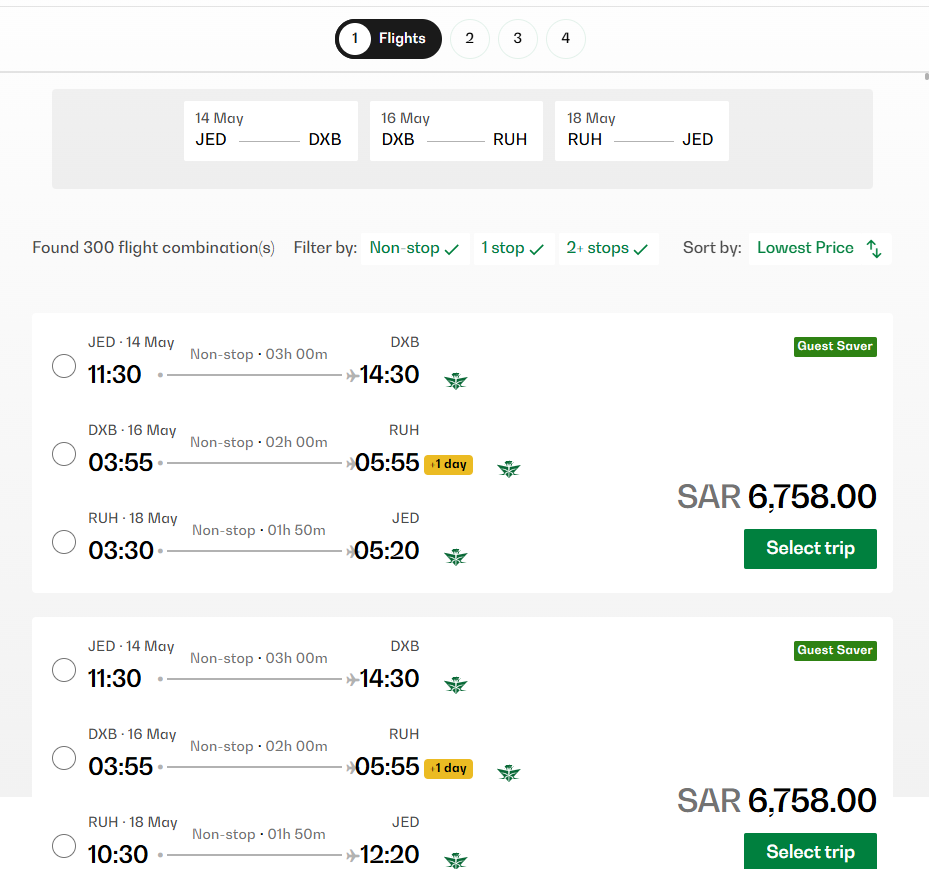 1 Flights 2 3 4
14 May 16 May 18 May
JED DXB DXB RUH RUH JED
Found 300 flight combination(s) Filter by: Non-stop 1 stop 2+ stops Sort by: Lowest Price
JED · 14 May DXB Guest Saver
Non-stop · 03h 00m
11:30 14:30
DXB · 16 May RUH
Non-stop · 02h 00m
03:55 05:55 +1 day
SAR 6,758.00
RUH · 18 May JED
Non-stop · 01h 50m
03:30 05:20
Select trip
JED · 14 May DXB Guest Saver
Non-stop · 03h 00m
11:30 14:30
DXB · 16 May RUH
Non-stop · 02h 00m
03:55 05:55 +1 day
SAR 6,758.00
RUH · 18 May JED
Non-stop · 01h 50m
10:30 12:20
Select trip